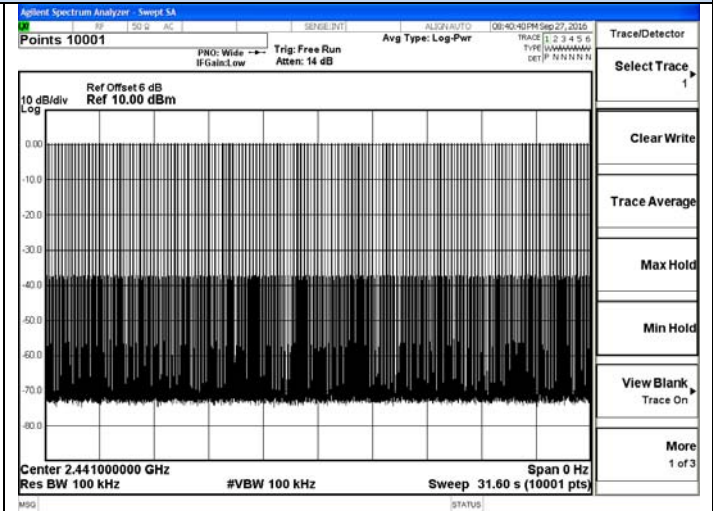 Agilent Spectrum Analyzer - Swept SA
RF 50 Ω AC SENSE:INT ALIGN AUTO 08:40:40 PM Sep 27, 2016
Points 10001
PNO: Wide
IFGain:Low
Trig: Free Run
Atten: 14 dB
Avg Type: Log-Pwr
TRACE 1 2 3 4 5 6
TYPE WWWWWW
DET P N N N N N
Trace/Detector
Select Trace
1
Clear Write
Trace Average
Max Hold
Min Hold
View Blank
Trace On
More
1 of 3
Ref Offset 6 dB
10 dB/div Ref 10.00 dBm
Log
0.00
-10.0
-20.0
-30.0
-40.0
-50.0
-60.0
-70.0
-80.0
Center 2.441000000 GHz Span 0 Hz
Res BW 100 kHz #VBW 100 kHz Sweep 31.60 s (10001 pts)
MSG STATUS